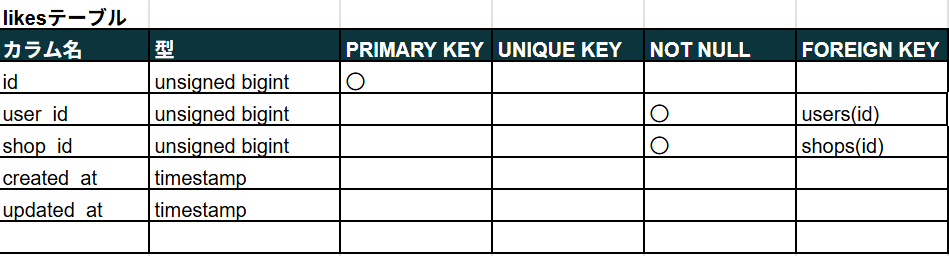 likesテーブル
カラム名 型 PRIMARY KEY UNIQUE KEY NOT NULL FOREIGN KEY
id unsigned bigint ○
user_id unsigned bigint ○ users(id)
shop_id unsigned bigint ○ shops(id)
created_at timestamp
updated_at timestamp